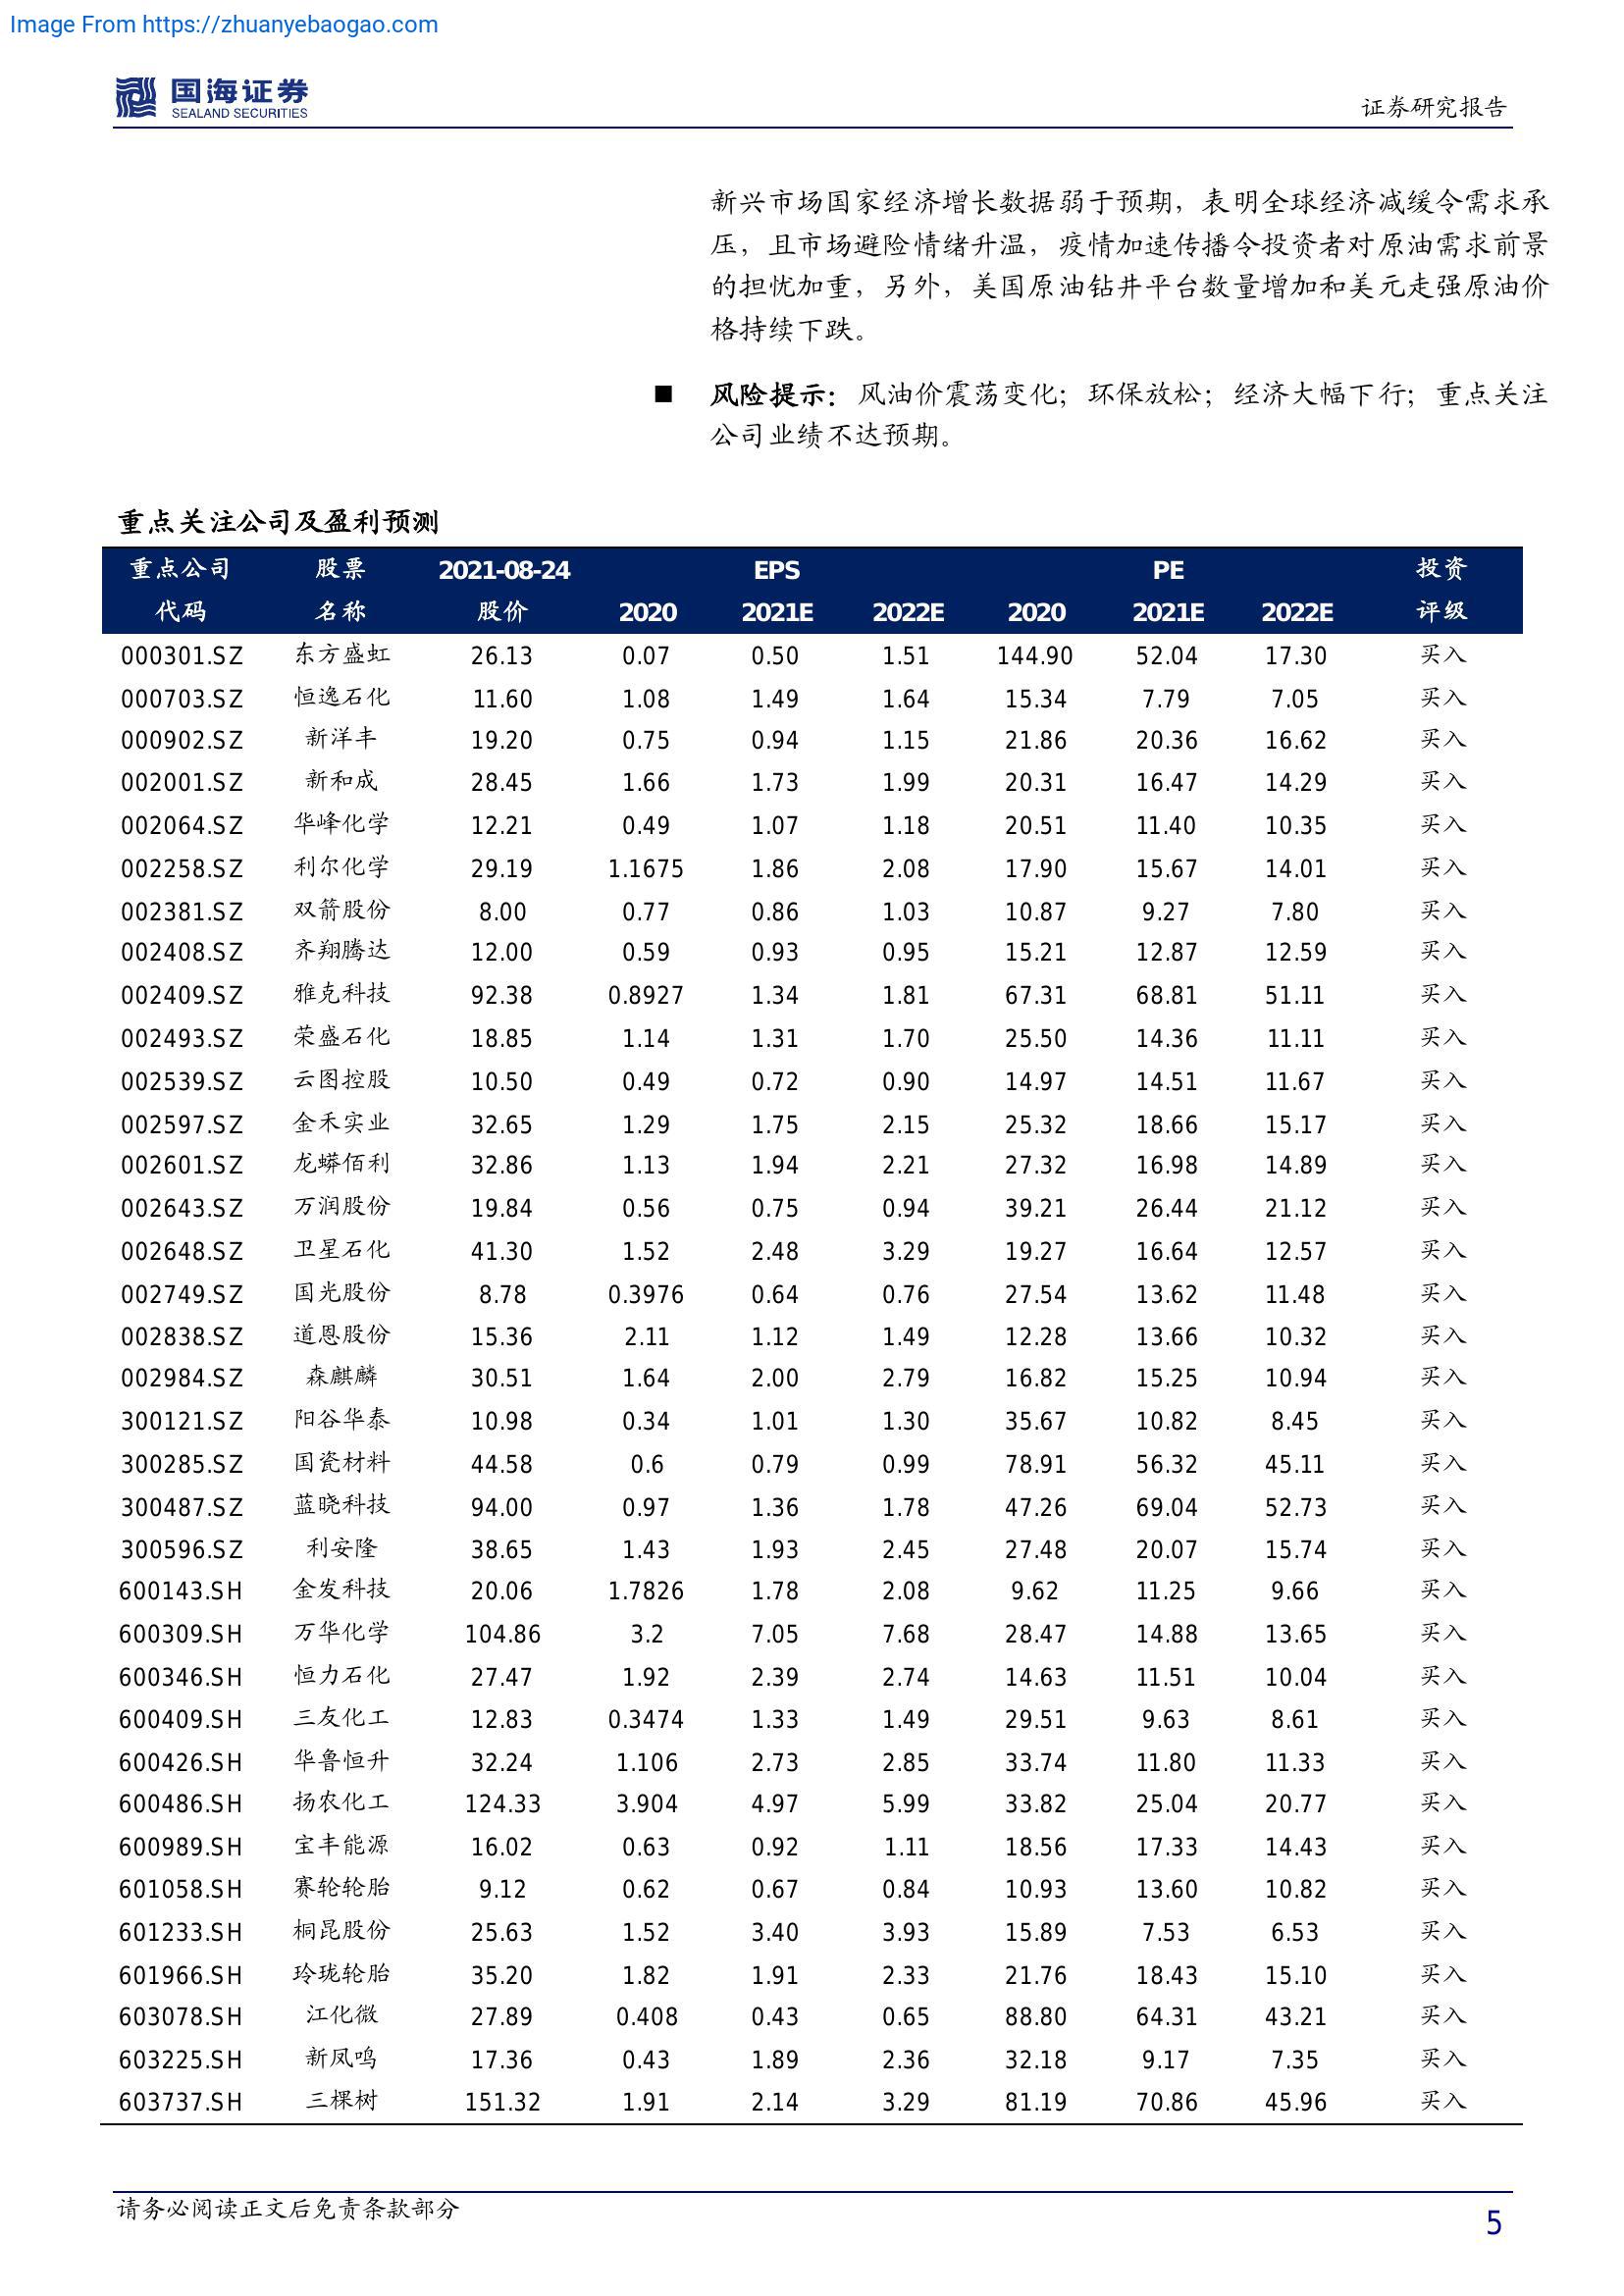 Image From https://zhuanyebaogao.com
国海证券
SEALAND SECURITIES
证券研究报告
新兴市场国家经济增长数据弱于预期，表明全球经济减缓令需求承
压，且市场避险情绪升温，疫情加速传播令投资者对原油需求前景
的担忧加重，另外，美国原油钻井平台数量增加和美元走强原油价
格持续下跌。
■ 风险提示：风油价震荡变化；环保放松；经济大幅下行；重点关注
公司业绩不达预期。
重点关注公司及盈利预测
重点公司 股票 2021-08-24 EPS PE 投资
代码 名称 股价 2020 2021E 2022E 2020 2021E 2022E 评级
000301.SZ 东方盛虹 26.13 0.07 0.50 1.51 144.90 52.04 17.30 买入
000703.SZ 恒逸石化 11.60 1.08 1.49 1.64 15.34 7.79 7.05 买入
000902.SZ 新洋丰 19.20 0.75 0.94 1.15 21.86 20.36 16.62 买入
002001.SZ 新和成 28.45 1.66 1.73 1.99 20.31 16.47 14.29 买入
002064.SZ 华峰化学 12.21 0.49 1.07 1.18 20.51 11.40 10.35 买入
002258.SZ 利尔化学 29.19 1.1675 1.86 2.08 17.90 15.67 14.01 买入
002381.SZ 双箭股份 8.00 0.77 0.86 1.03 10.87 9.27 7.80 买入
002408.SZ 齐翔腾达 12.00 0.59 0.93 0.95 15.21 12.87 12.59 买入
002409.SZ 雅克科技 92.38 0.8927 1.34 1.81 67.31 68.81 51.11 买入
002493.SZ 荣盛石化 18.85 1.14 1.31 1.70 25.50 14.36 11.11 买入
002539.SZ 云图控股 10.50 0.49 0.72 0.90 14.97 14.51 11.67 买入
002597.SZ 金禾实业 32.65 1.29 1.75 2.15 25.32 18.66 15.17 买入
002601.SZ 龙蟒佰利 32.86 1.13 1.94 2.21 27.32 16.98 14.89 买入
002643.SZ 万润股份 19.84 0.56 0.75 0.94 39.21 26.44 21.12 买入
002648.SZ 卫星石化 41.30 1.52 2.48 3.29 19.27 16.64 12.57 买入
002749.SZ 国光股份 8.78 0.3976 0.64 0.76 27.54 13.62 11.48 买入
002838.SZ 道恩股份 15.36 2.11 1.12 1.49 12.28 13.66 10.32 买入
002984.SZ 森麒麟 30.51 1.64 2.00 2.79 16.82 15.25 10.94 买入
300121.SZ 阳谷华泰 10.98 0.34 1.01 1.30 35.67 10.82 8.45 买入
300285.SZ 国瓷材料 44.58 0.6 0.79 0.99 78.91 56.32 45.11 买入
300487.SZ 蓝晓科技 94.00 0.97 1.36 1.78 47.26 69.04 52.73 买入
300596.SZ 利安隆 38.65 1.43 1.93 2.45 27.48 20.07 15.74 买入
600143.SH 金发科技 20.06 1.7826 1.78 2.08 9.62 11.25 9.66 买入
600309.SH 万华化学 104.86 3.2 7.05 7.68 28.47 14.88 13.65 买入
600346.SH 恒力石化 27.47 1.92 2.39 2.74 14.63 11.51 10.04 买入
600409.SH 三友化工 12.83 0.3474 1.33 1.49 29.51 9.63 8.61 买入
600426.SH 华鲁恒升 32.24 1.106 2.73 2.85 33.74 11.80 11.33 买入
600486.SH 扬农化工 124.33 3.904 4.97 5.99 33.82 25.04 20.77 买入
600989.SH 宝丰能源 16.02 0.63 0.92 1.11 18.56 17.33 14.43 买入
601058.SH 赛轮轮胎 9.12 0.62 0.67 0.84 10.93 13.60 10.82 买入
601233.SH 桐昆股份 25.63 1.52 3.40 3.93 15.89 7.53 6.53 买入
601966.SH 玲珑轮胎 35.20 1.82 1.91 2.33 21.76 18.43 15.10 买入
603078.SH 江化微 27.89 0.408 0.43 0.65 88.80 64.31 43.21 买入
603225.SH 新凤鸣 17.36 0.43 1.89 2.36 32.18 9.17 7.35 买入
603737.SH 三棵树 151.32 1.91 2.14 3.29 81.19 70.86 45.96 买入
请务必阅读正文后免责条款部分
5